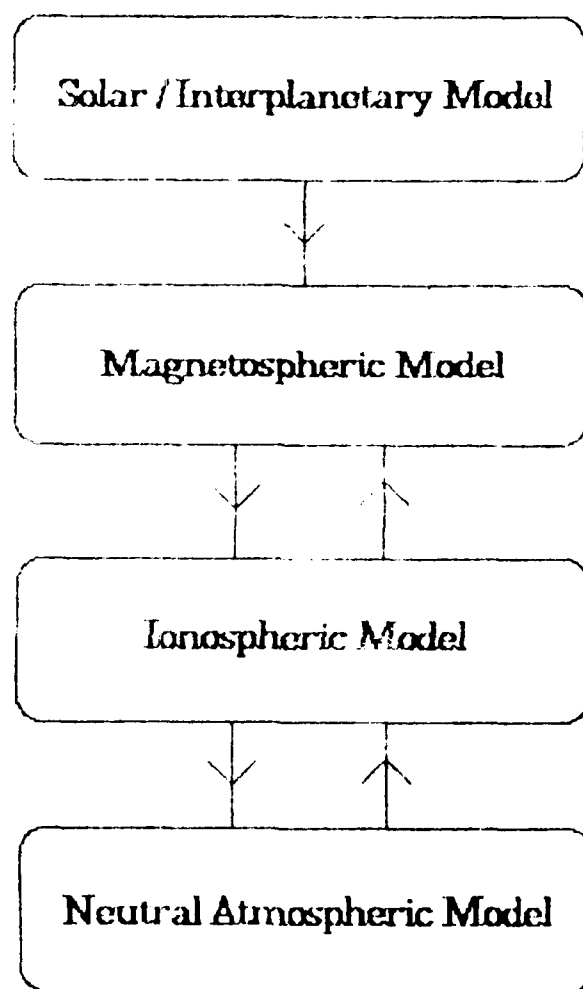 Solar / Interplanetary Model
Magnetospheric Model
Ionospheric Model
Neutral Atmospheric Model